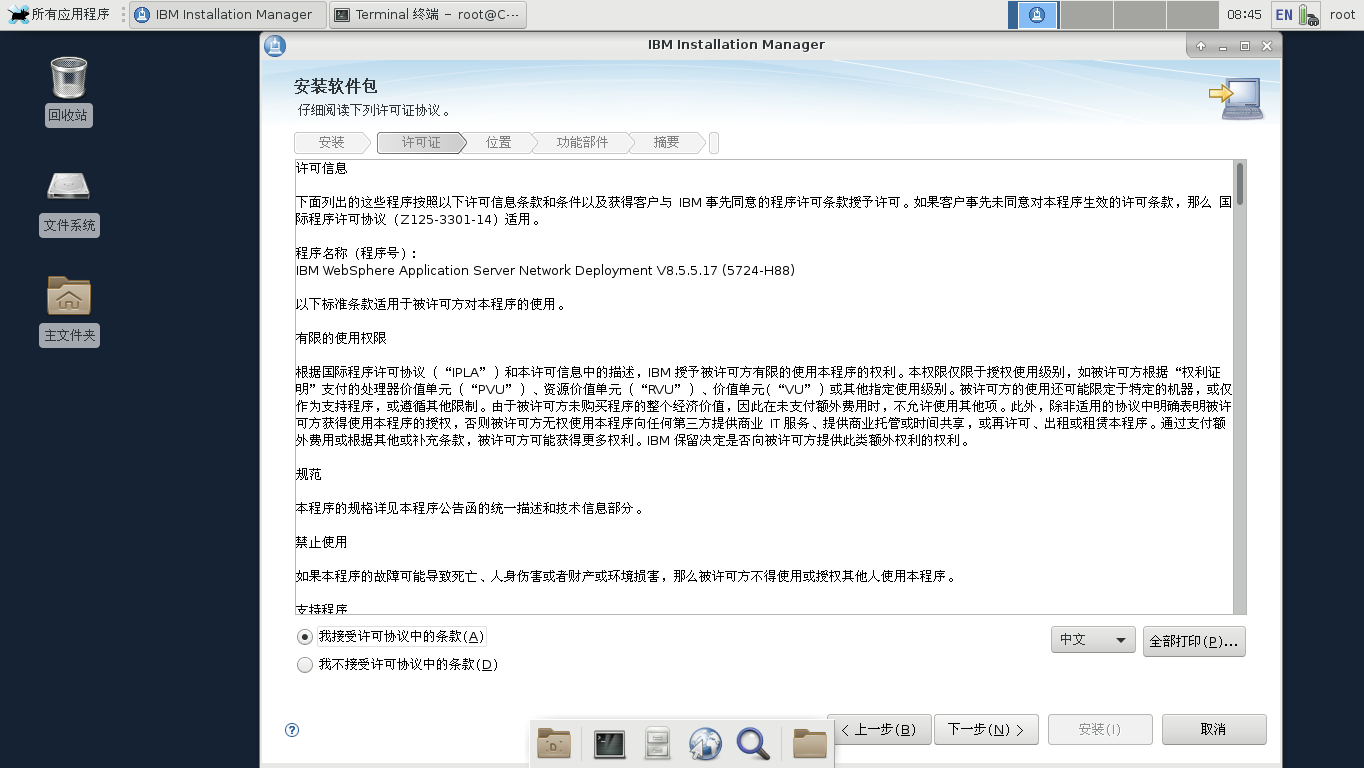 所有应用程序
IBM Installation Manager
Terminal 终端 - root@C···
08:45
EN
root
回收站
文件系统
主文件夹
IBM Installation Manager
安装软件包
仔细阅读下列许可证协议。
安装
许可证
位置
功能部件
摘要
许可信息
下面列出的这些程序按照以下许可信息条款和条件以及获得客户与 IBM 事先同意的程序许可条款授予许可。如果客户事先未同意对本程序生效的许可条款，那么 国
际程序许可协议（Z125-3301-14）适用。
程序名称（程序号）：
IBM WebSphere Application Server Network Deployment V8.5.5.17 (5724-H88)
以下标准条款适用于被许可方对本程序的使用。
有限的使用权限
根据国际程序许可协议（ “IPLA”）和本许可信息中的描述，IBM 授予被许可方有限的使用本程序的权利。本权限仅限于授权使用级别，如被许可方根据 “权利证
明” 支付的处理器价值单元（ “PVU”）、资源价值单元（ “RVU”）、价值单元(“VU”）或其他指定使用级别。被许可方的使用还可能限定于特定的机器，或仅
作为支持程序，或遵循其他限制。由于被许可方未购买程序的整个经济价值，因此在未支付额外费用时，不允许使用其他项。此外，除非适用的协议中明确表明被许
可方获得使用本程序的授权，否则被许可方无权使用本程序向任何第三方提供商业 IT 服务、提供商业托管或时间共享，或再许可、出租或租赁本程序。通过支付额
外费用或根据其他或补充条款，被许可方可能获得更多权利。IBM 保留决定是否向被许可方提供此类额外权利的权利。
规范
本程序的规格详见本程序公告函的统一描述和技术信息部分。
禁止使用
如果本程序的故障可能导致死亡、人身伤害或者财产或环境损害，那么被许可方不得使用或授权其他人使用本程序。
支持程序
我接受许可协议中的条款(A)
中文
全部打印(P)...
我不接受许可协议中的条款(D)
< 上一步(B)
下一步(N) >
安装(I)
取消